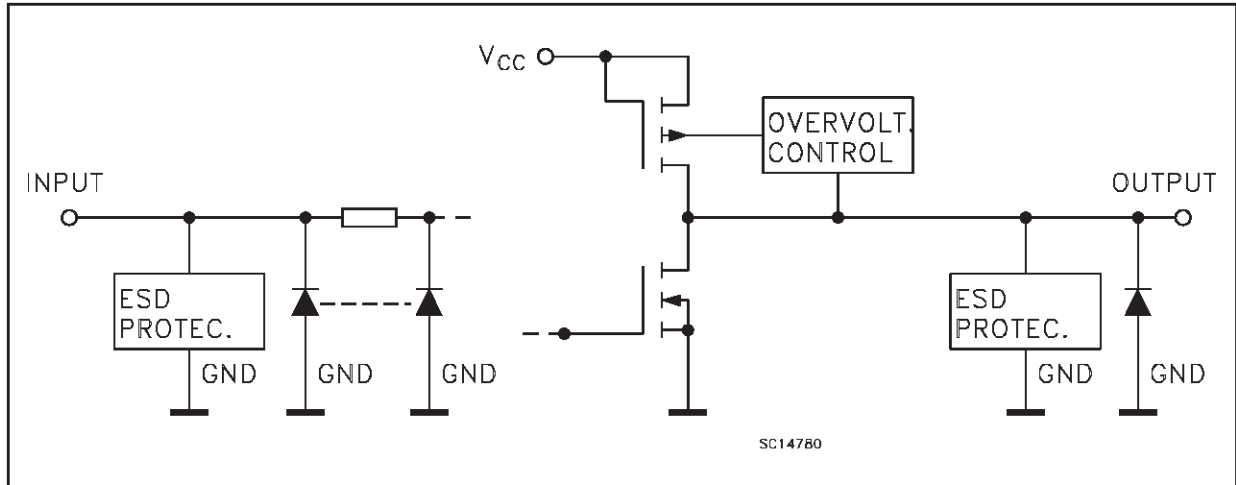 VCC
OVERVOLT.
CONTROL
INPUT
OUTPUT
ESD
PROTEC.
GND
GND
GND
ESD
PROTEC.
GND
GND
SC14780